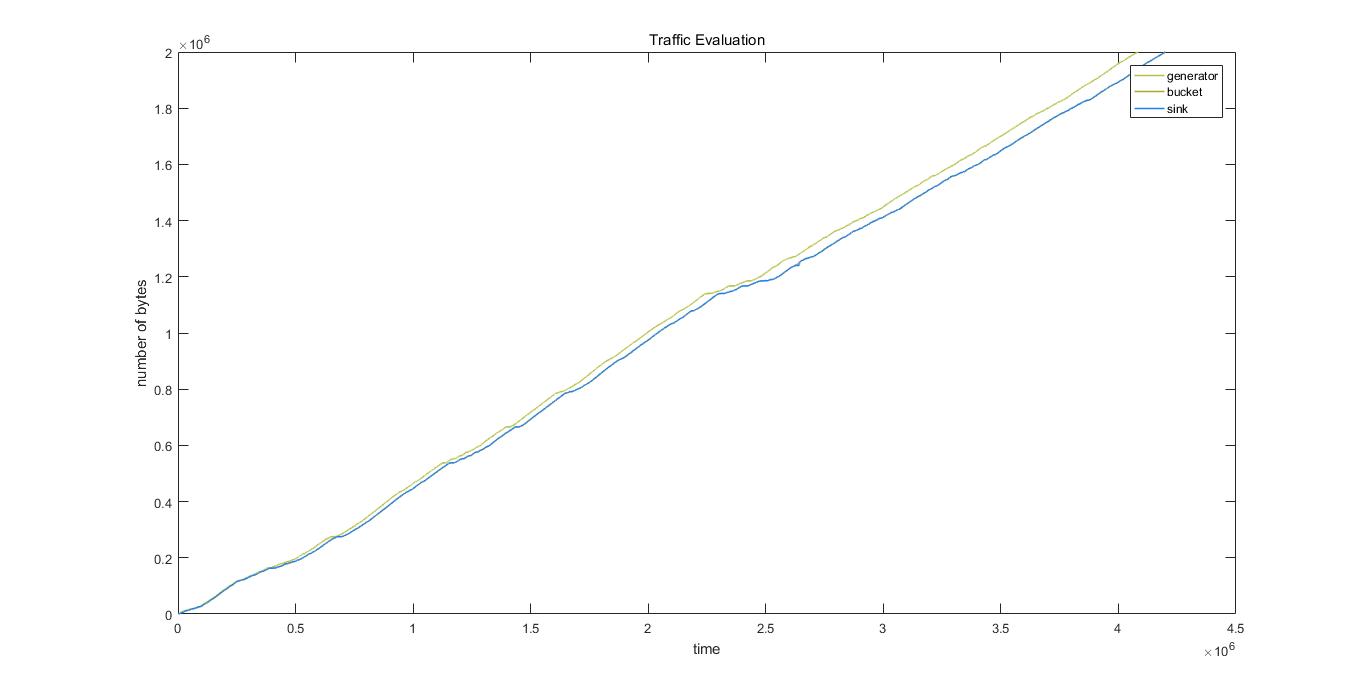 Traffic Evaluation
×10^6
2
1.8
1.6
1.4
1.2
1
0.8
0.6
0.4
0.2
0
number of bytes
generator
bucket
sink
0 0.5 1 1.5 2 2.5 3 3.5 4 4.5
time
×10^6